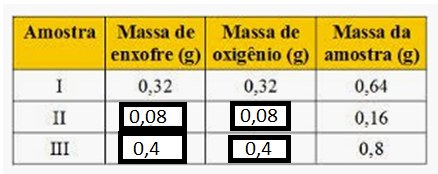 Amostra Massa de enxofre (g) Massa de oxigênio (g) Massa da amostra (g)
I 0,32 0,32 0,64
II 0,08 0,08 0,16
III 0,4 0,4 0,8